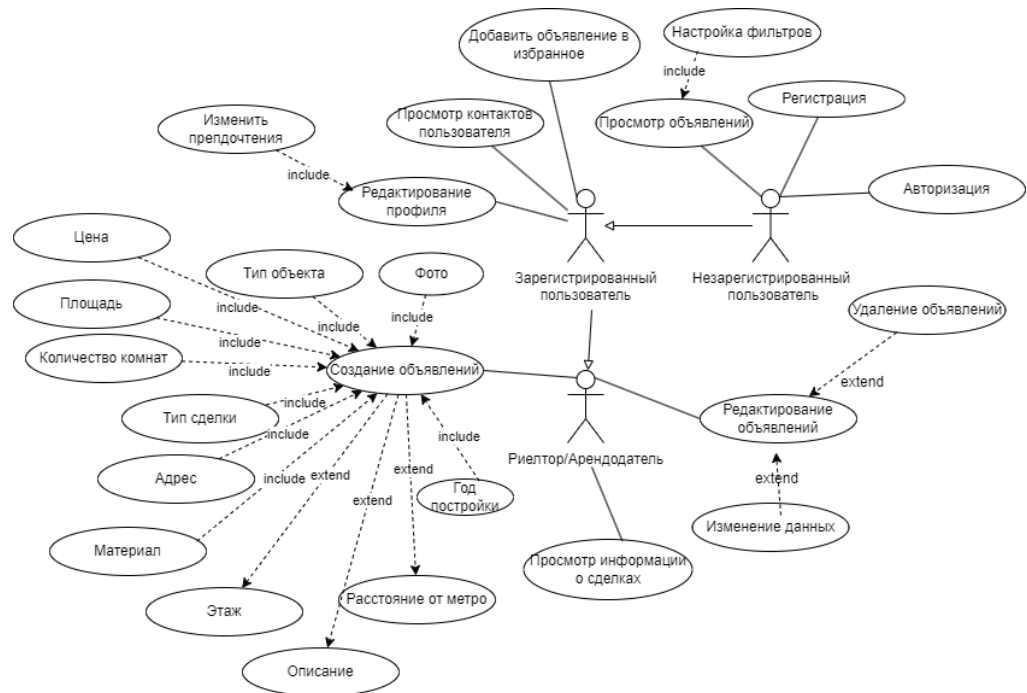 Добавить объявление в
избранное
Настройка фильтров
include
Регистрация
Просмотр контактов
пользователя
Просмотр объявлений
Изменить
препдочтения
include
Редактирование
профиля
Авторизация
Цена
Тип объекта
Фото
Зарегистрированный
пользователь
Незарегистрированный
пользователь
Площадь
include
include
include
Удаление объявлений
include
Количество комнат
include
Создание объявлений
extend
Тип сделки
include
Редактирование
объявлений
include
include
Адрес
extend
include
extend
extend
Риелтор/Арендодатель
Год
постройки
extend
Материал
Изменение данных
Просмотр информации
о сделках
Этаж
Расстояние от метро
Описание